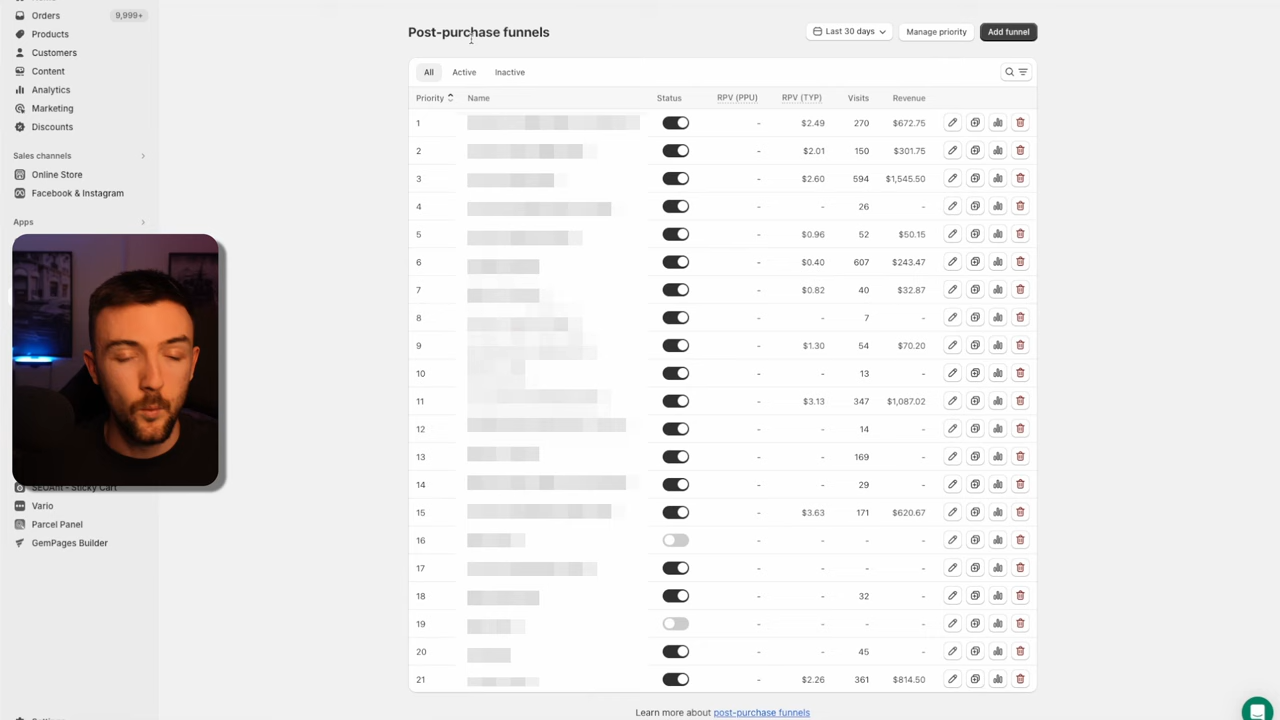 Orders 9,999+
Products
Customers
Content
Analytics
Marketing
Discounts
Sales channels
Online Store
Facebook & Instagram
Apps
SEOAnt - Sticky Cart
Vario
Parcel Panel
GemPages Builder
Post-purchase funnels
Last 30 days Manage priority Add funnel
All Active Inactive
Priority Name Status RPV (PPU) RPV (TYP) Visits Revenue
1 - $2.49 270 $672.75
2 - $2.01 150 $301.75
3 - $2.60 594 $1,545.50
4 - - 26 -
5 - $0.96 52 $50.15
6 - $0.40 607 $243.47
7 - $0.82 40 $32.87
8 - - 7 -
9 - $1.30 54 $70.20
10 - - 13 -
11 - $3.13 347 $1,087.02
12 - - 14 -
13 - - 169 -
14 - - 29 -
15 - $3.63 171 $620.67
16 - - - -
17 - - - -
18 - - 32 -
19 - - - -
20 - - 45 -
21 - $2.26 361 $814.50
Learn more about post-purchase funnels